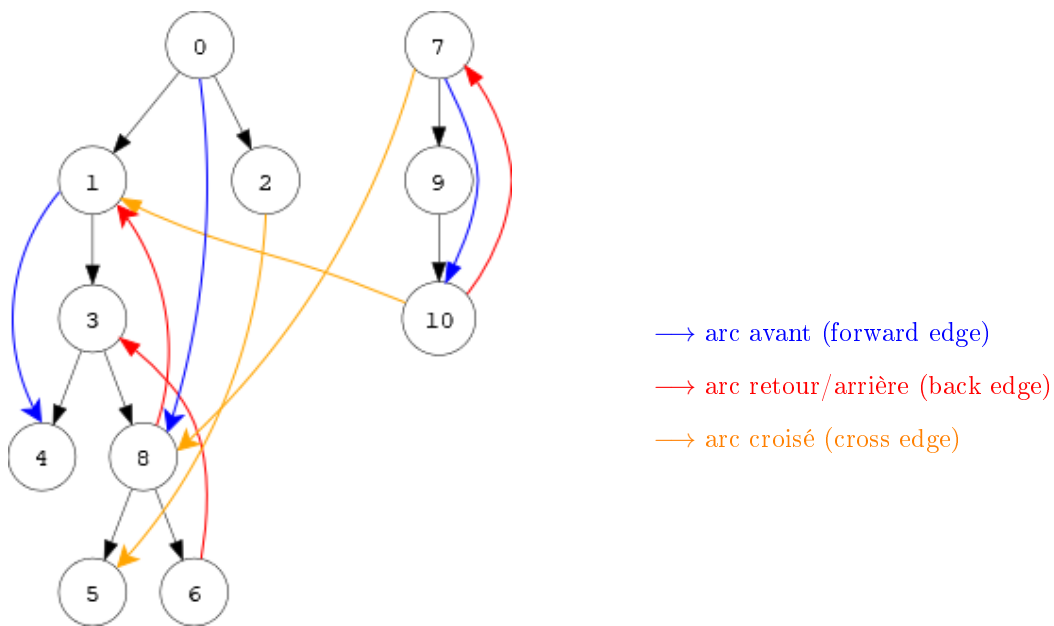 0 7
1 2 9
3 10
4 8
5 6
arc avant (forward edge)
arc retour/arrière (back edge)
arc croisé (cross edge)